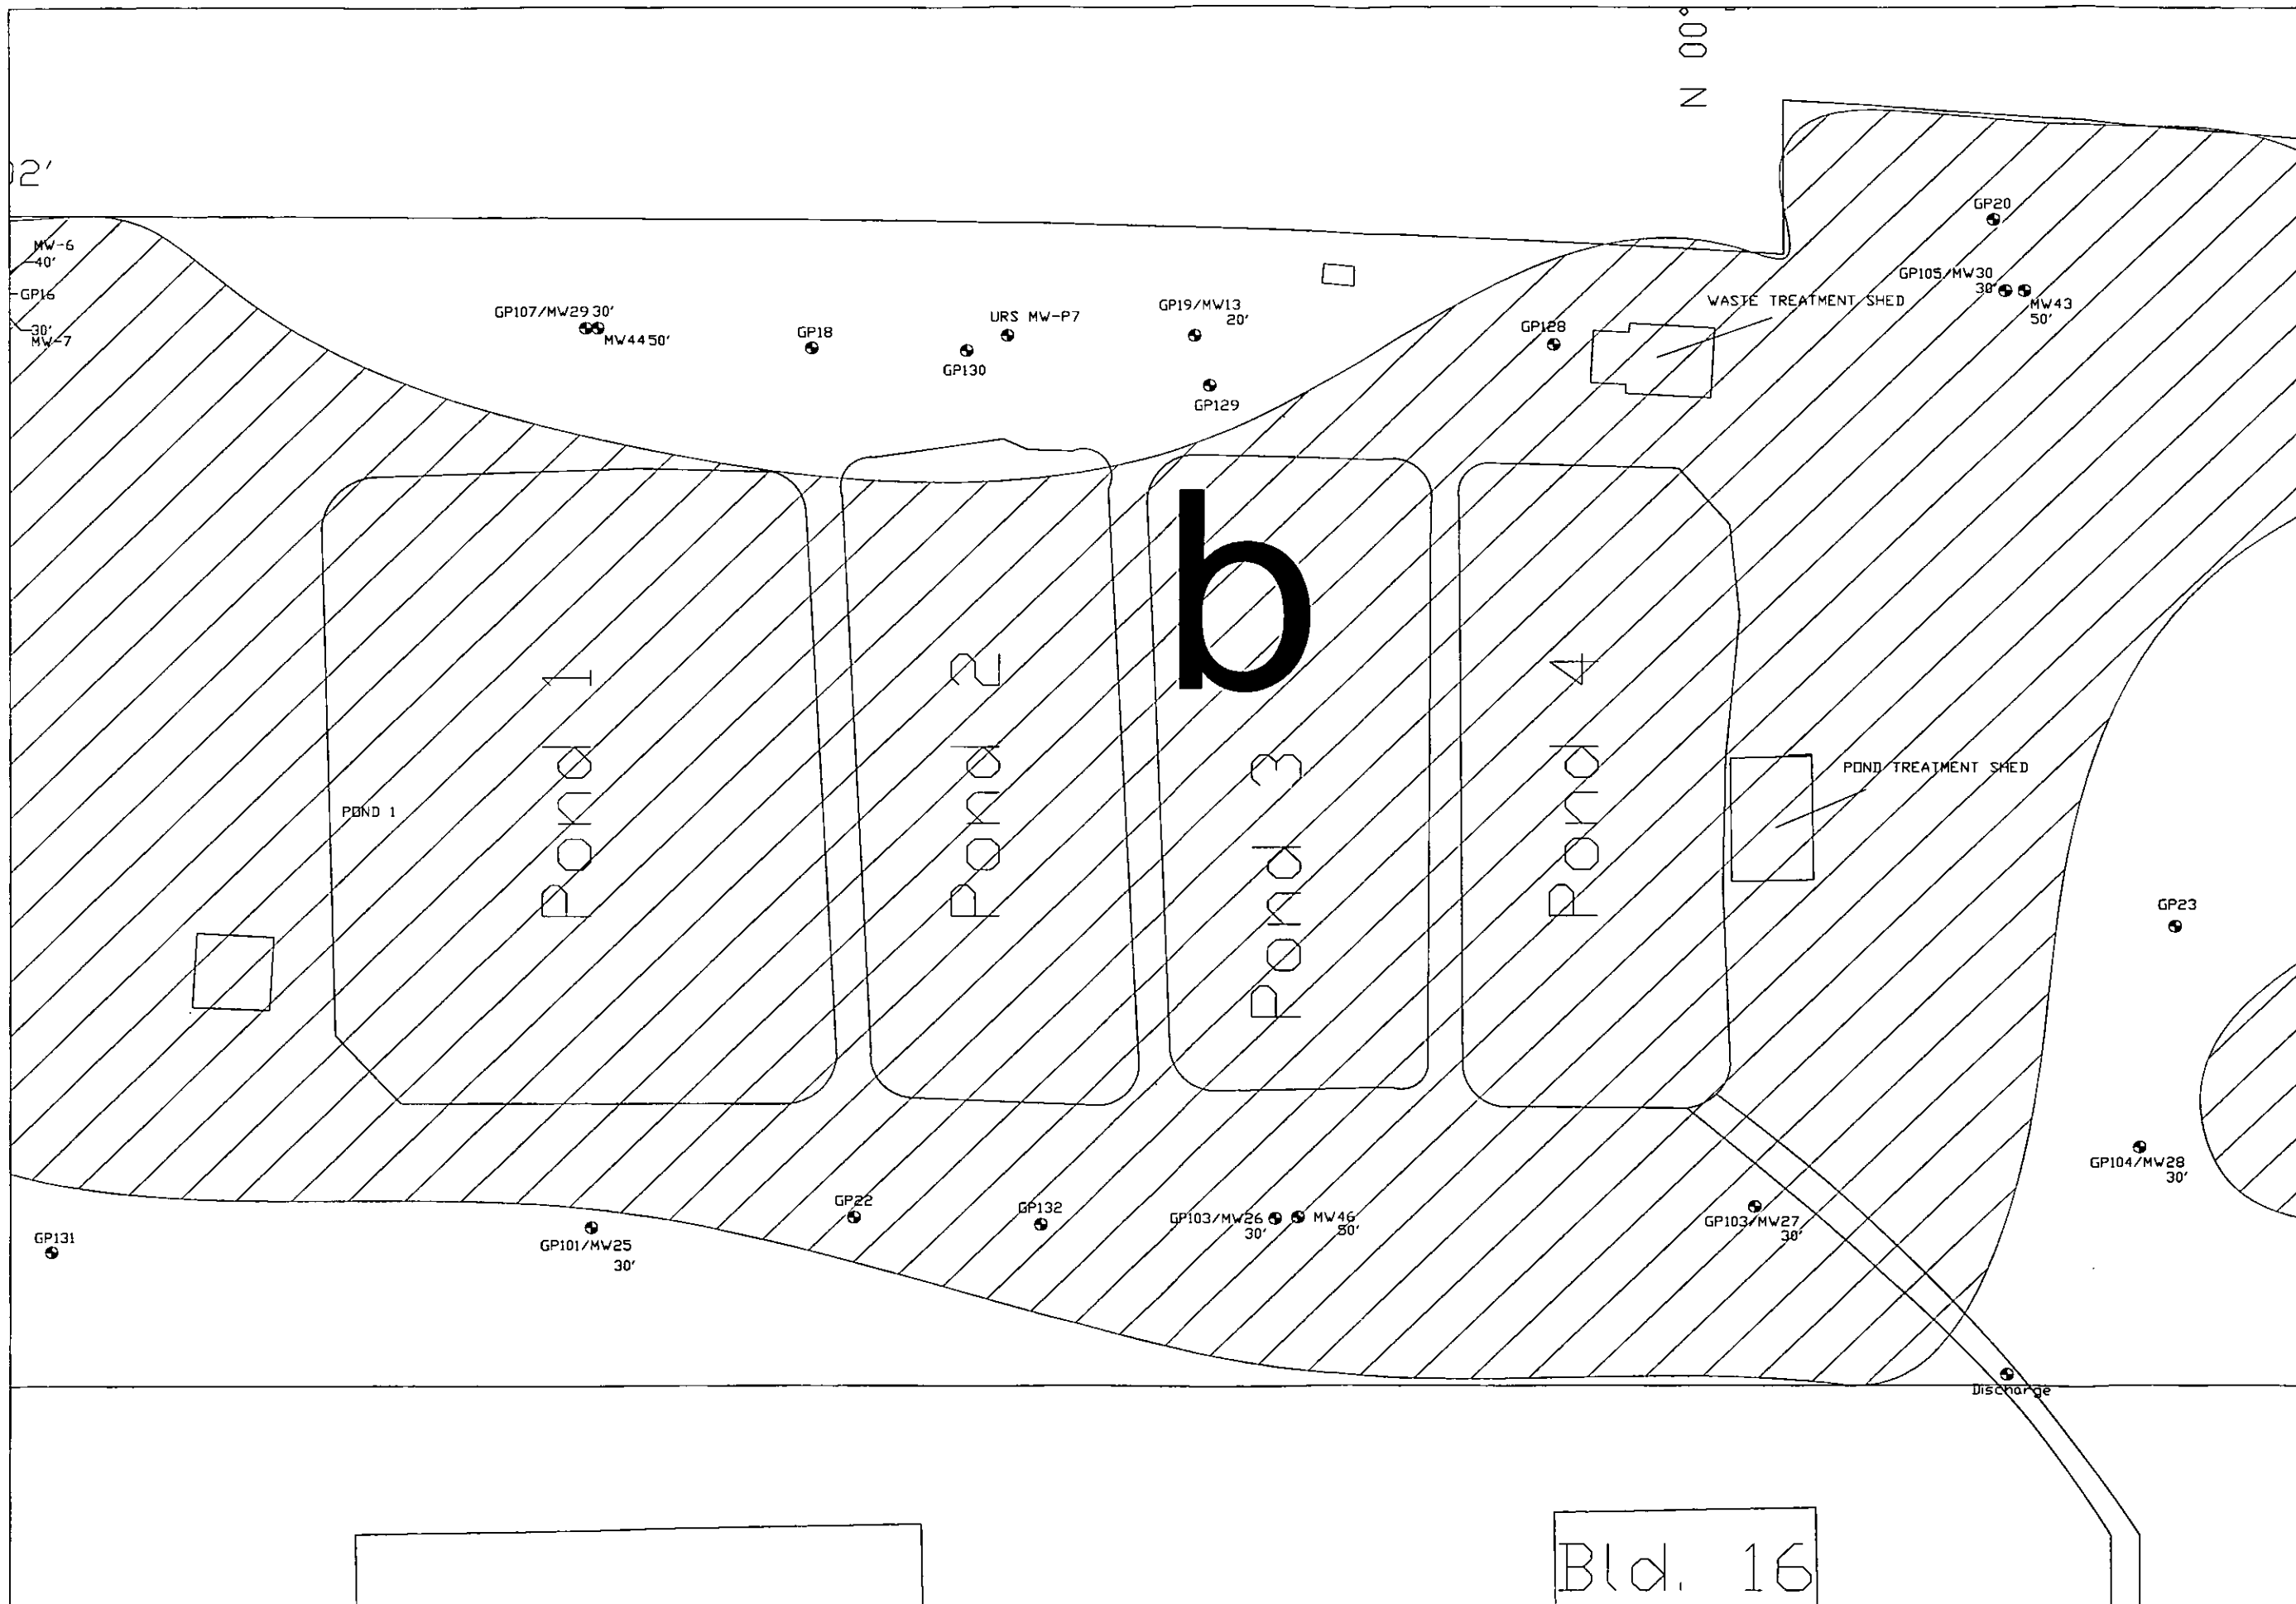 N 00°
02'
MW-6
40'
GP16
30'
MW-7
GP107/MW29 30'
MW44 50'
GP18
URS MW-P7
GP130
GP19/MW13
20'
GP129
GP128
WASTE TREATMENT SHED
GP20
GP105/MW30
30'
MW43
50'
b
Pond 1
Pond 2
Pond 3
Pond 4
POND 1
POND TREATMENT SHED
GP23
GP104/MW28
30'
GP131
GP101/MW25
30'
GP22
GP132
GP103/MW26
30'
MW46
50'
GP103/MW27
30'
Discharge
Bld. 16